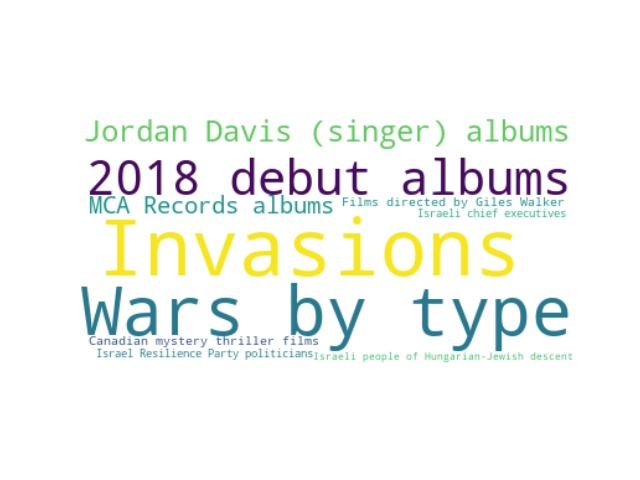 Jordan Davis (singer) albums
2018 debut albums
MCA Records albums
Films directed by Giles Walker
Israeli chief executives
Invasions
Wars by type
Canadian mystery thriller films
Israel Resilience Party politicians
Israeli people of Hungarian-Jewish descent